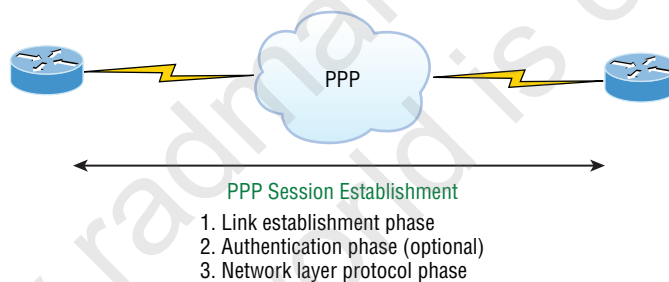 PPP
PPP Session Establishment
1. Link establishment phase
2. Authentication phase (optional)
3. Network layer protocol phase